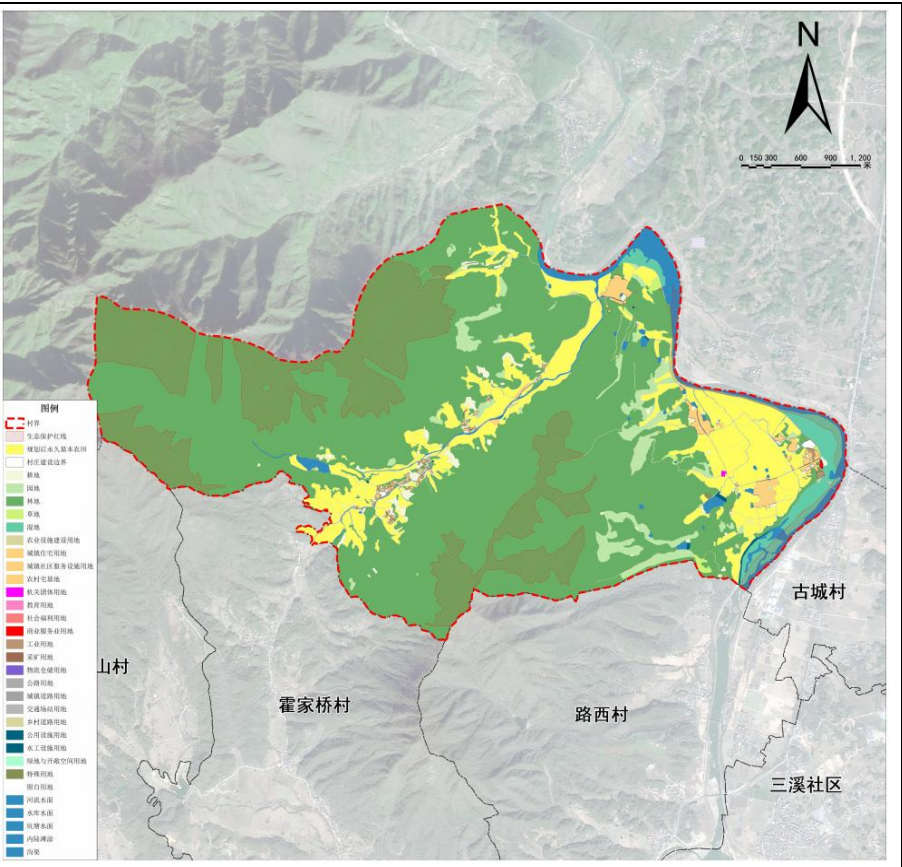 N
0 150 300 600 900 1,200
米
图例
村界
生态保护红线
规划后永久基本农田
村庄建设边界
耕地
园地
林地
草地
湿地
农业设施建设用地
城镇住宅用地
城镇社区服务设施用地
农村宅基地
机关团体用地
教育用地
社会福利用地
商业服务业用地
工业用地
采矿用地
物流仓储用地
公路用地
城镇道路用地
交通场站用地
乡村道路用地
公用设施用地
水工设施用地
绿地与开敞空间用地
特殊用地
留白用地
河流水面
水库水面
坑塘水面
内陆滩涂
沟渠
古城村
山村
霍家桥村
路西村
三溪社区